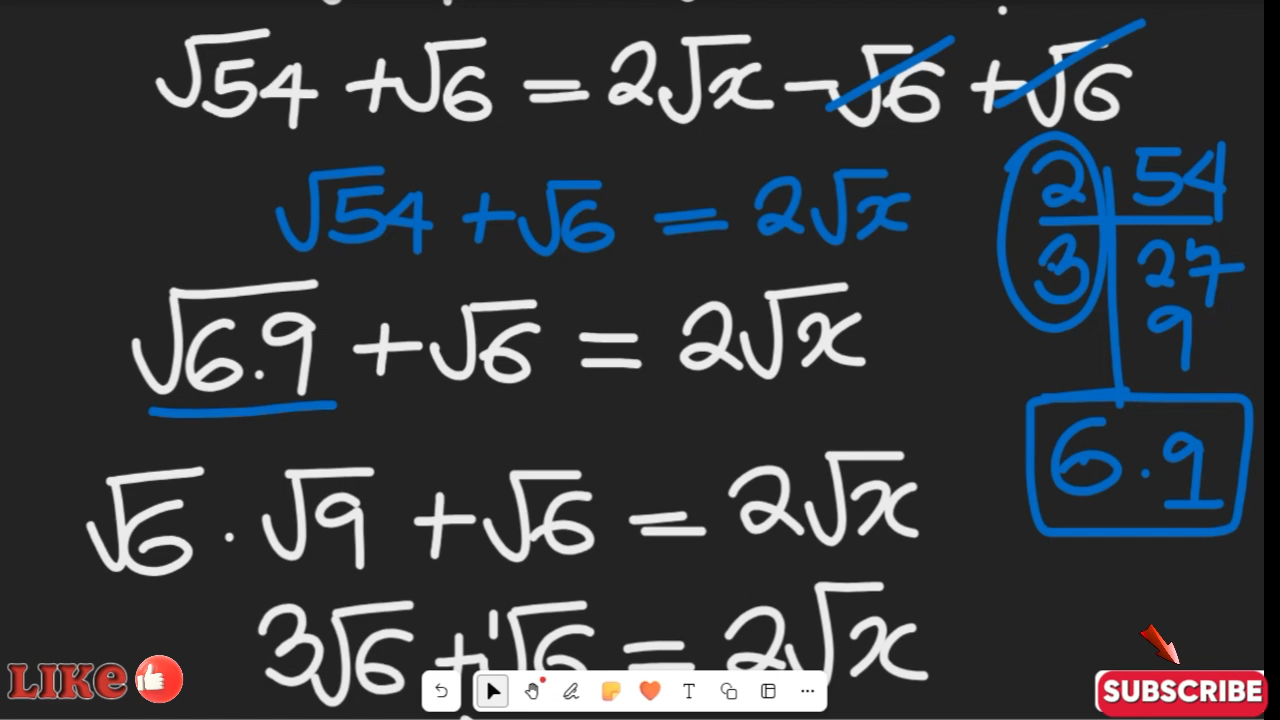 √54 + √6 = 2√x - √6 + √6
√54 + √6 = 2√x
2 54
3 27
9
√6.9 + √6 = 2√x
6.9
√6 . √9 + √6 = 2√x
3√6 + 1√6 = 2√x
LIKe
T
SUBSCRIBE